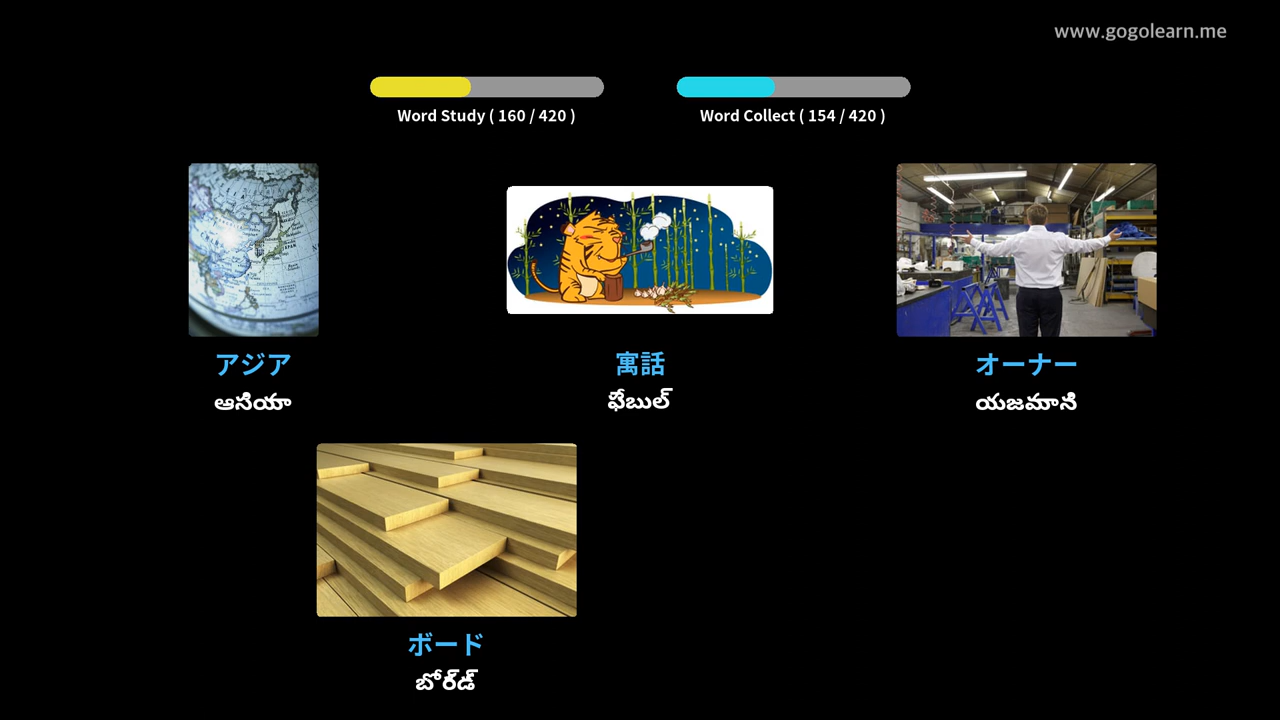 www.gogolearn.me
Word Study ( 160 / 420 )
Word Collect ( 154 / 420 )
アジア
ఆసియా
寓話
ఫేబుల్
オーナー
యజమాని
ボード
బోర్డ్